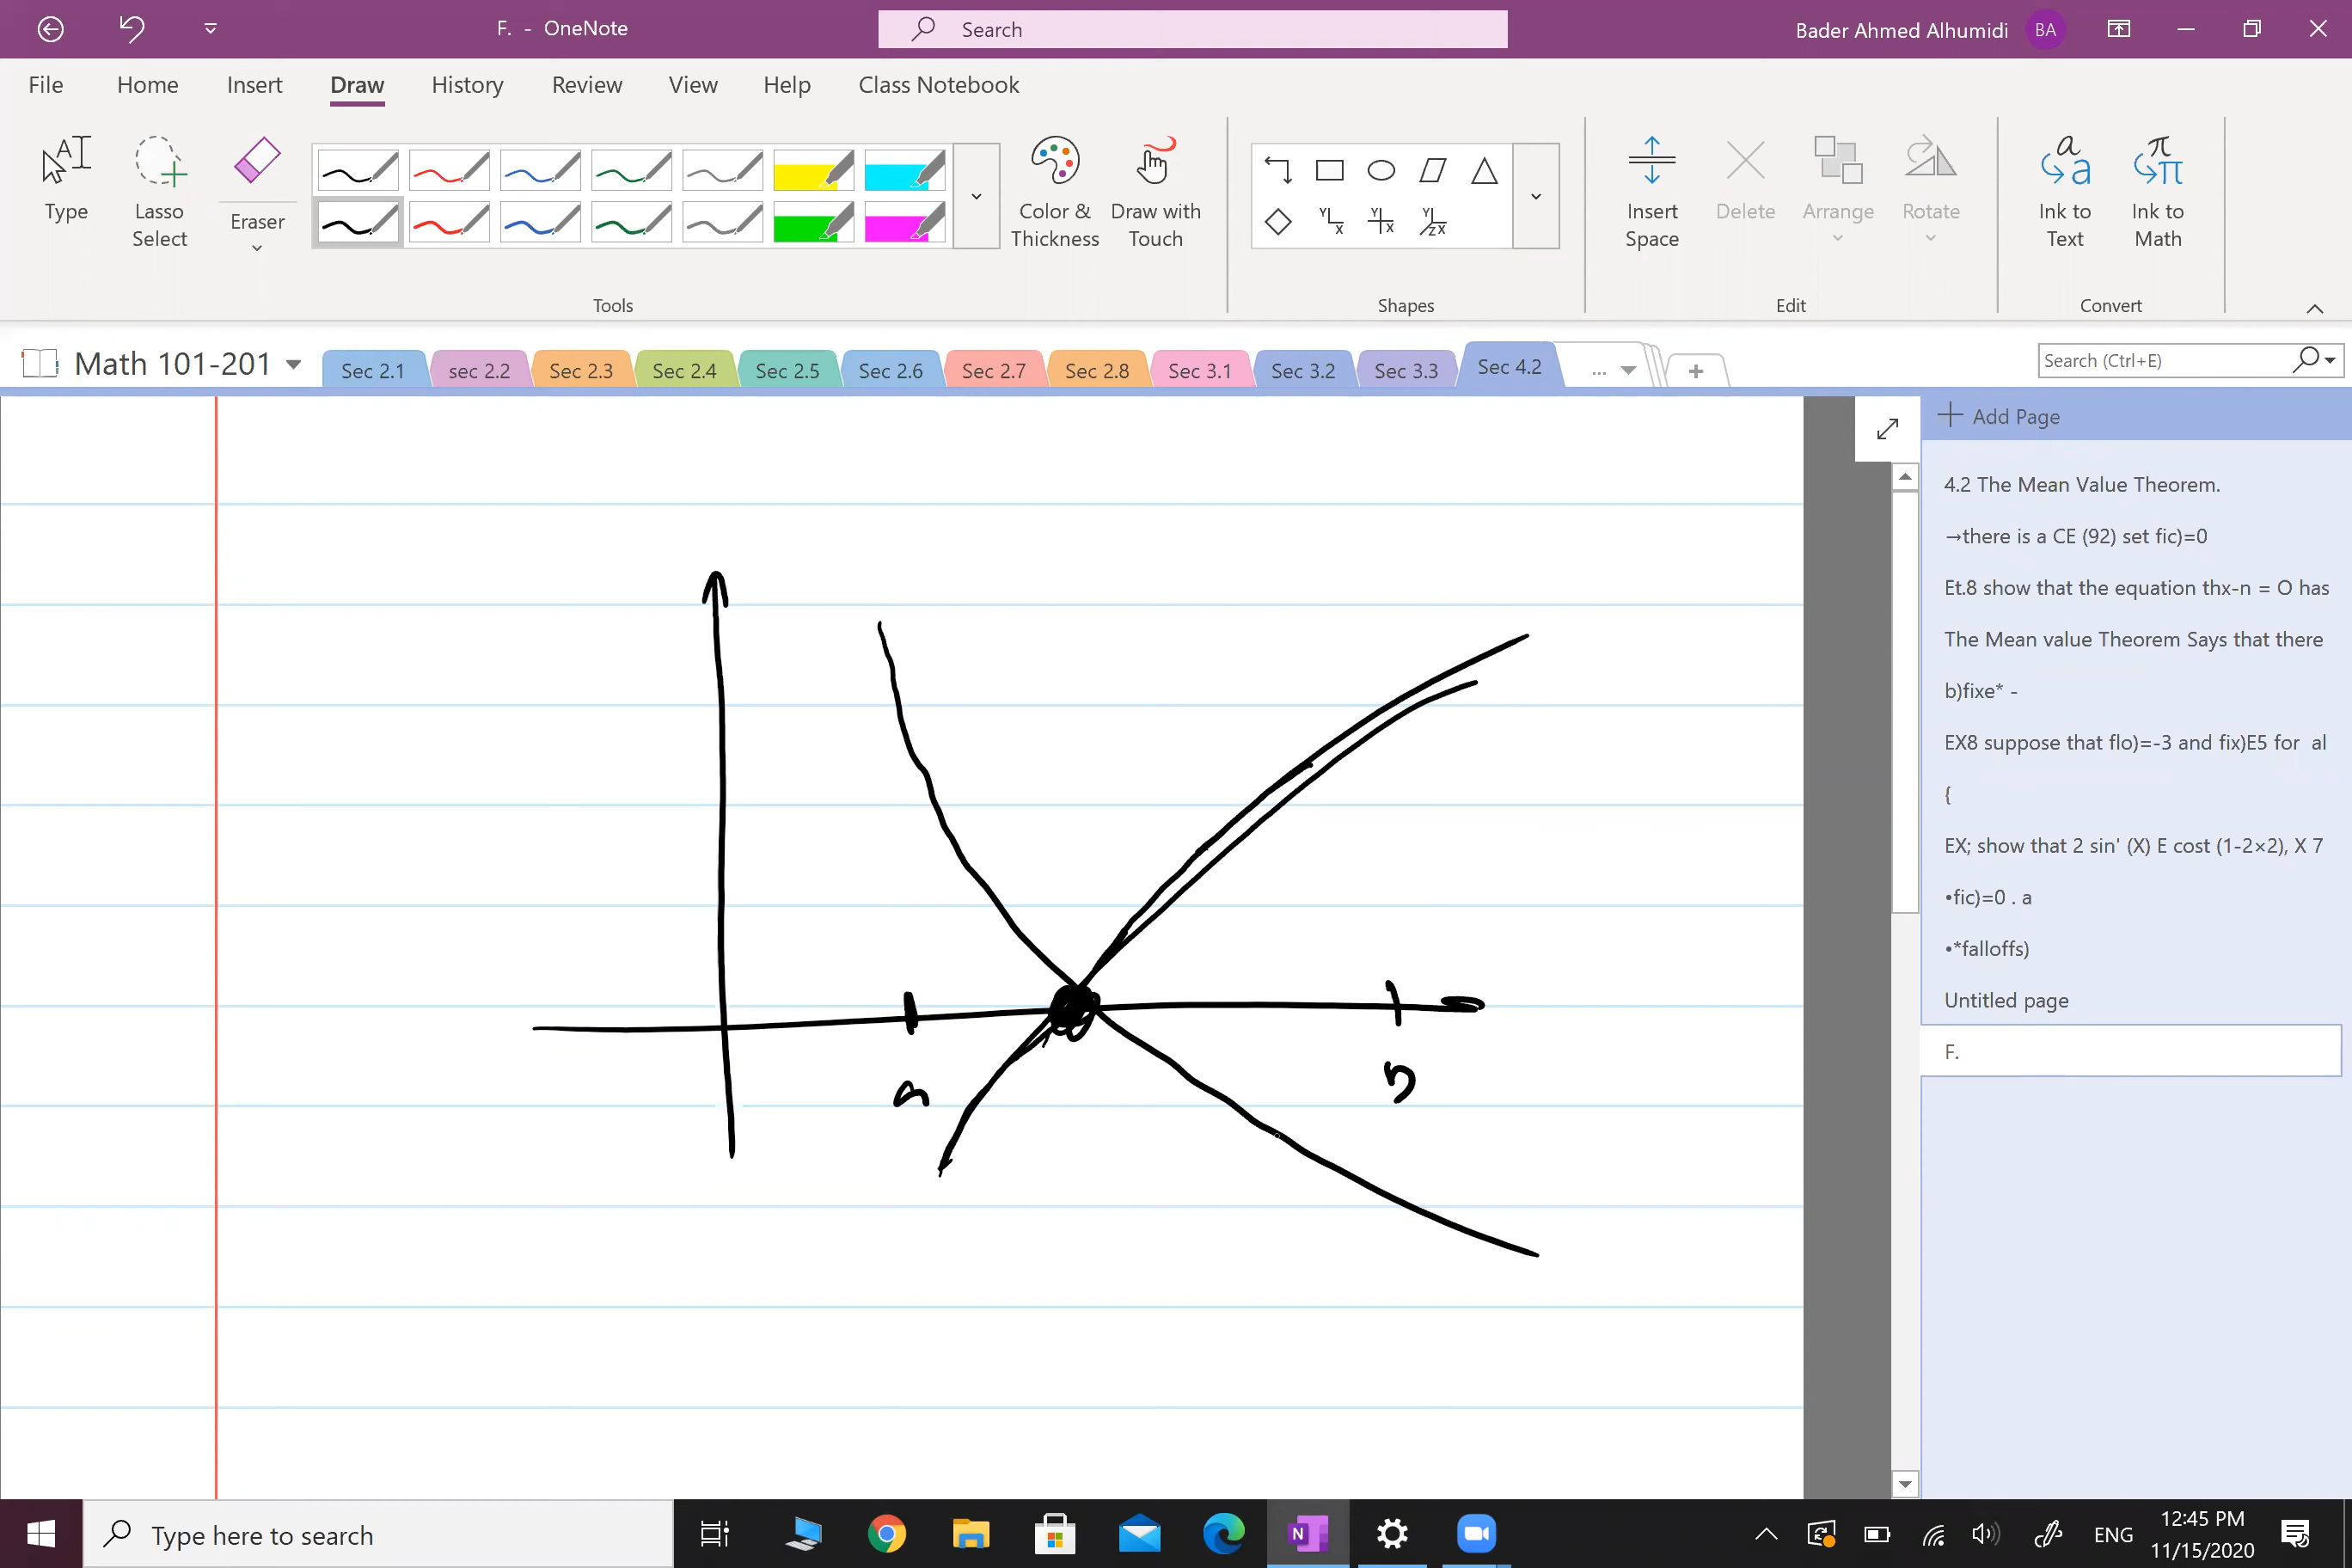 F. - OneNote
Search
Bader Ahmed Alhumidi
BA
File Home Insert Draw History Review View Help Class Notebook
Type
Lasso Select
Eraser
Color & Thickness
Draw with Touch
Insert Space
Delete
Arrange
Rotate
Ink to Text
Ink to Math
Tools
Shapes
Edit
Convert
Math 101-201
Sec 2.1
sec 2.2
Sec 2.3
Sec 2.4
Sec 2.5
Sec 2.6
Sec 2.7
Sec 2.8
Sec 3.1
Sec 3.2
Sec 3.3
Sec 4.2
...
Search (Ctrl+E)
Add Page
4.2 The Mean Value Theorem.
→there is a CE (92) set fic)=0
Et.8 show that the equation thx-n = O has
The Mean value Theorem Says that there
b)fixe* -
EX8 suppose that flo)=-3 and fix)E5 for al
{
EX; show that 2 sin' (X) E cost (1-2×2), X 7
•fic)=0 . a
•*falloffs)
Untitled page
F.
a
b
Type here to search
ENG
12:45 PM
11/15/2020